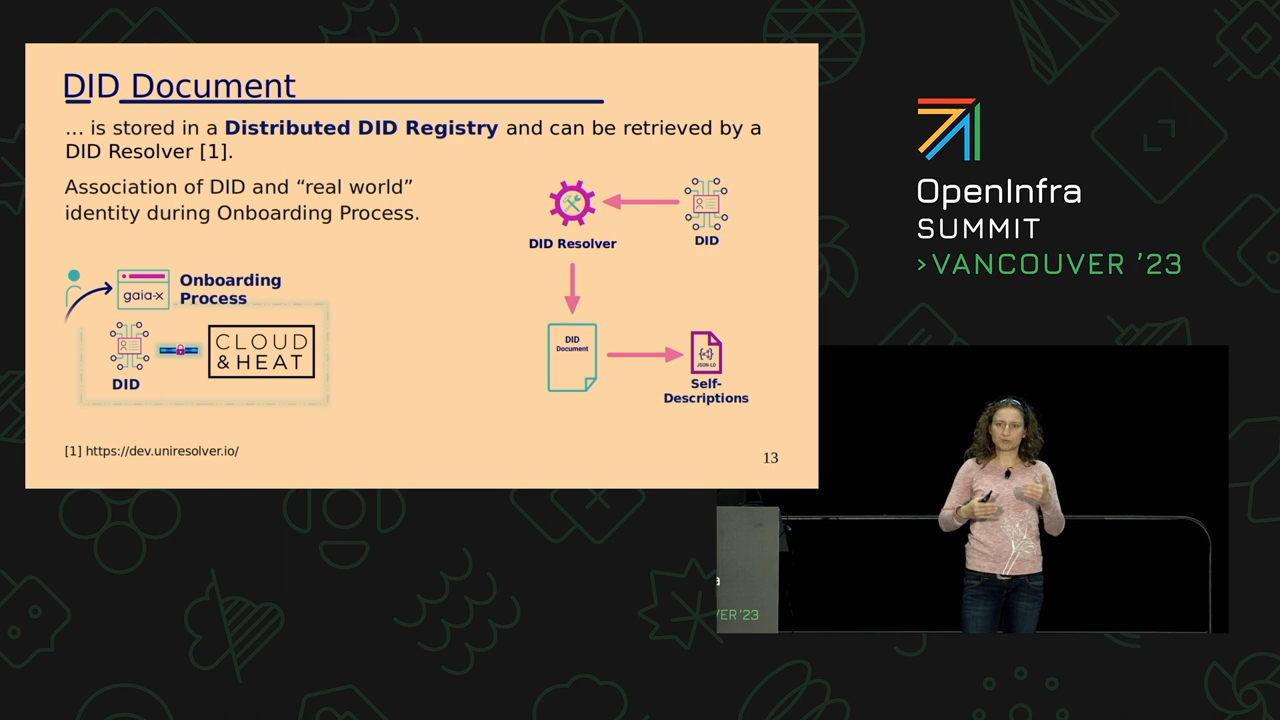 DID Document
... is stored in a Distributed DID Registry and can be retrieved by a
DID Resolver [1].
Association of DID and “real world”
identity during Onboarding Process.
DID Resolver
DID
Onboarding
Process
gaia-x
DID
CLOUD
&HEAT
DID
Document
{}
JSON-LD
Self-
Descriptions
[1] https://dev.uniresolver.io/
13
OpenInfra
SUMMIT
>VANCOUVER ’23
a
VER ’23